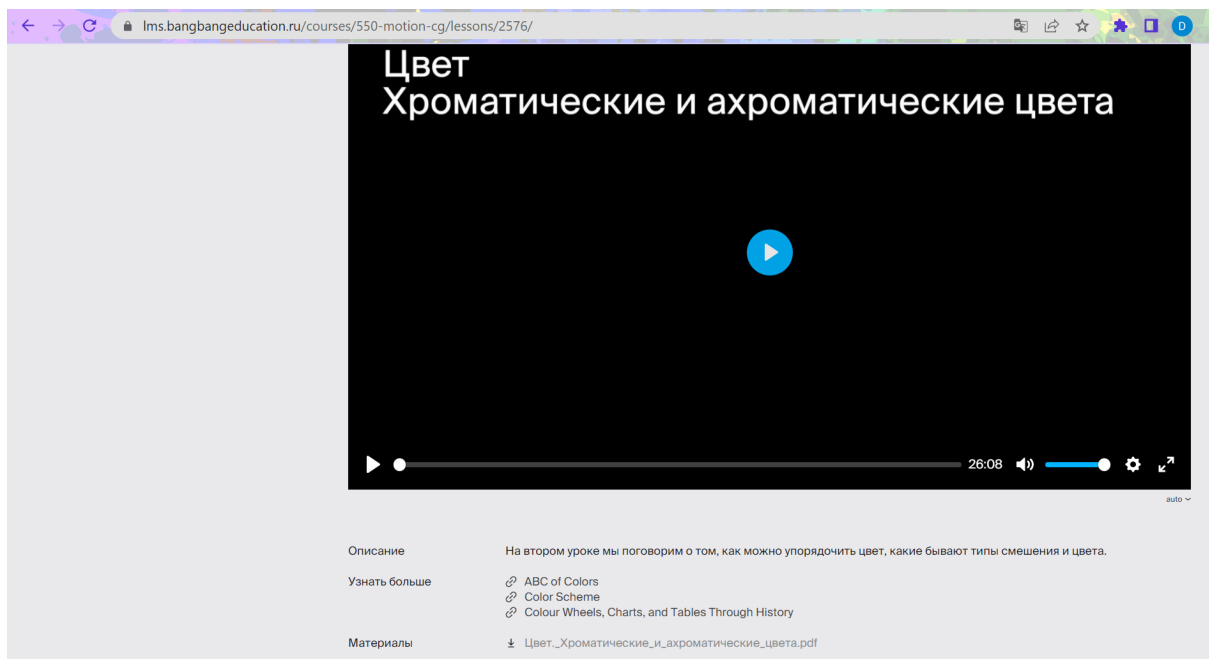 lms.bangbangeducation.ru/courses/550-motion-cg/lessons/2576/
D
Цвет
Хроматические и ахроматические цвета
26:08
auto
Описание
На втором уроке мы поговорим о том, как можно упорядочить цвет, какие бывают типы смешения и цвета.
Узнать больше
ABC of Colors
Color Scheme
Colour Wheels, Charts, and Tables Through History
Материалы
Цвет._Хроматические_и_ахроматические_цвета.pdf